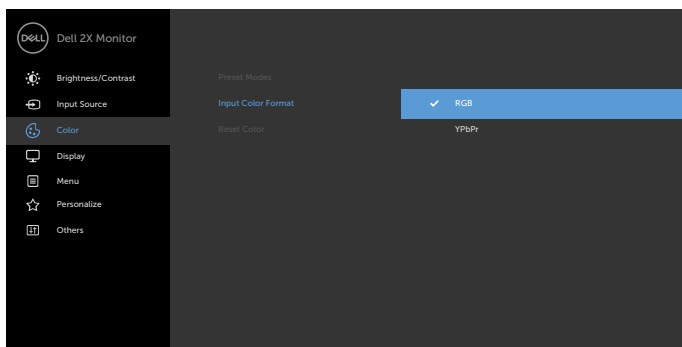 DELL Dell 2X Monitor
Brightness/Contrast
Preset Modes
Input Source
Input Color Format
RGB
Color
Reset Color
YPbPr
Display
Menu
Personalize
Others